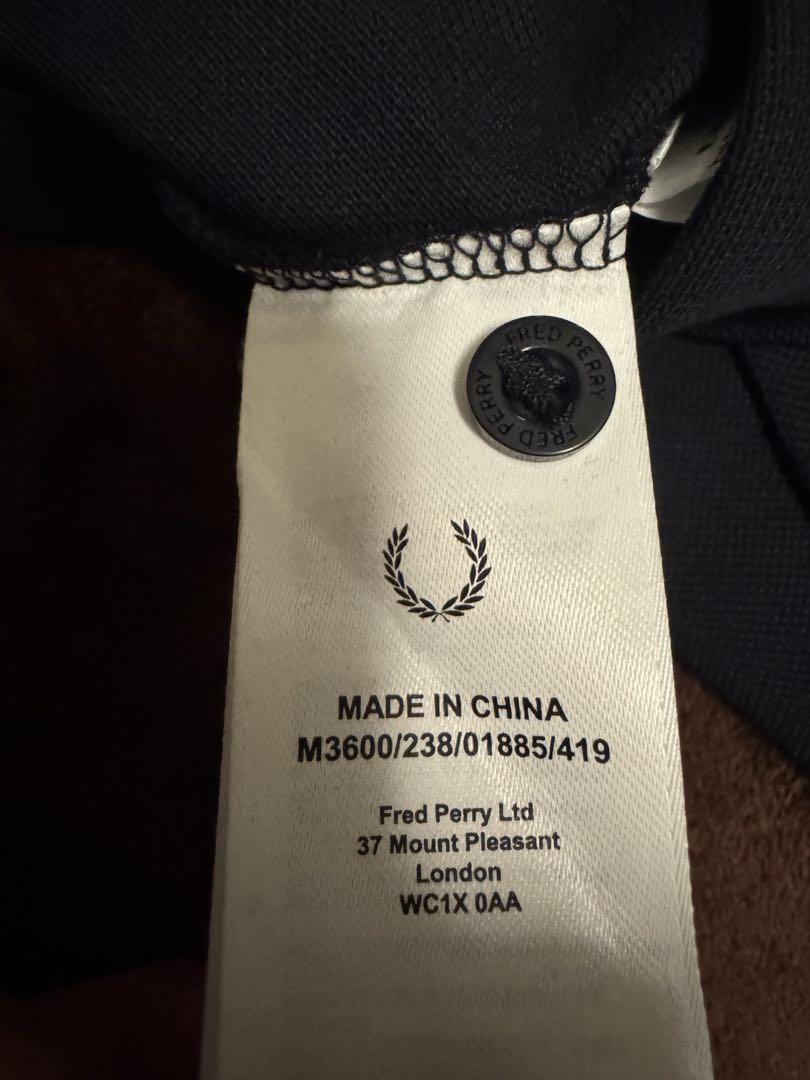 FRED PERRY
FRED PERRY
MADE IN CHINA
M3600/238/01885/419
Fred Perry Ltd
37 Mount Pleasant
London
WC1X 0AA